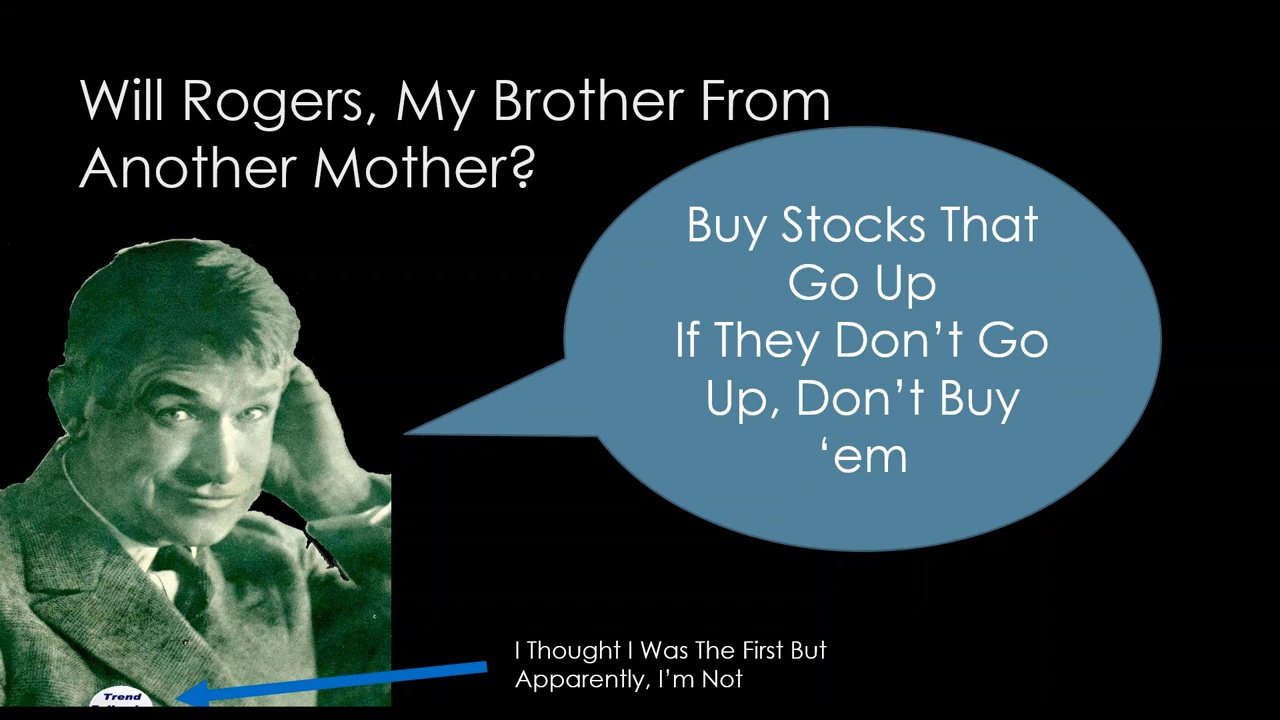 Will Rogers, My Brother From
Another Mother?
Buy Stocks That
Go Up
If They Don’t Go
Up, Don’t Buy
‘em
I Thought I Was The First But
Apparently, I’m Not
Trend